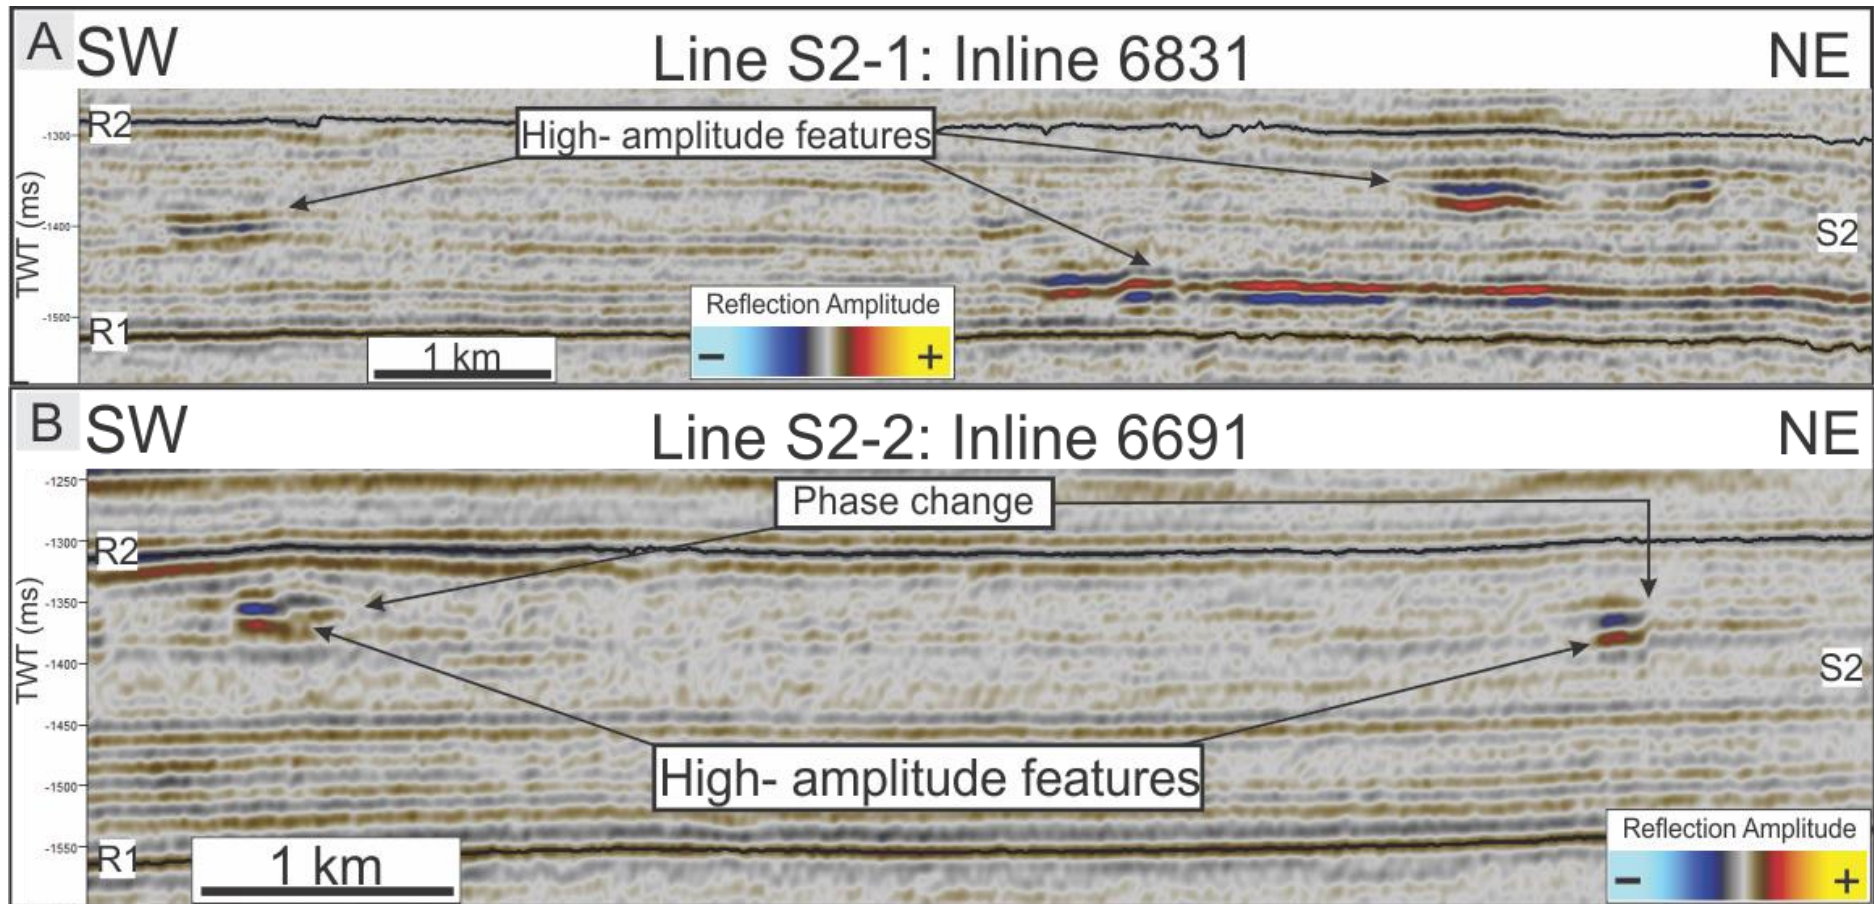 A SW Line S2-1: Inline 6831 NE
R2
-1300
High- amplitude features
TWT (ms)
-1400
S2
Reflection Amplitude
- +
-1500
R1
1 km
B SW Line S2-2: Inline 6691 NE
-1250
Phase change
-1300
R2
-1350
TWT (ms)
-1400
S2
-1450
High- amplitude features
-1500
Reflection Amplitude
- +
-1550
R1
1 km